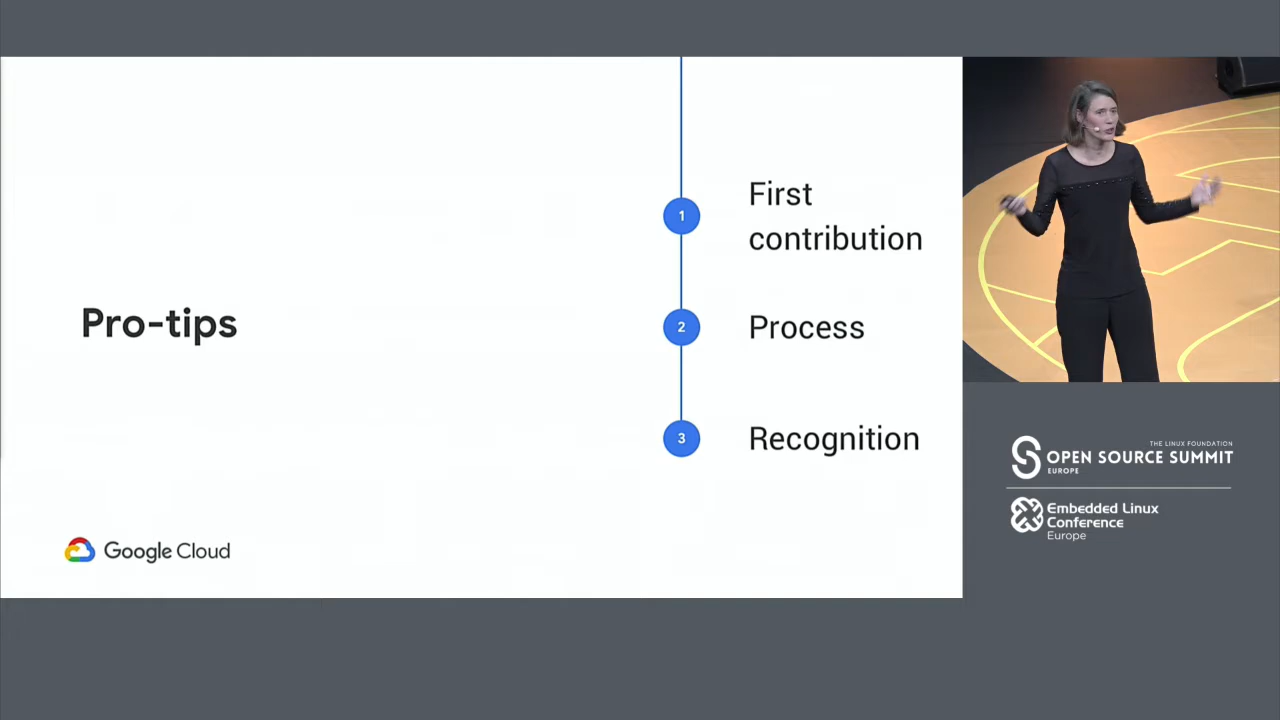 Pro-tips
1
First
contribution
2
Process
3
Recognition
Google Cloud
THE LINUX FOUNDATION
OPEN SOURCE SUMMIT
EUROPE
Embedded Linux
Conference
Europe